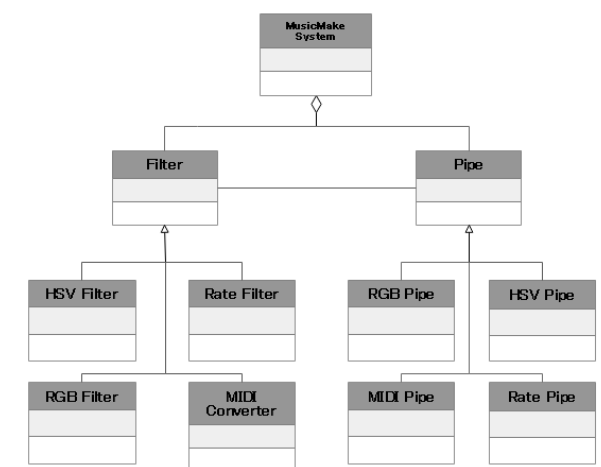 MusicMake
System
Filter
Pipe
HSV Filter
Rate Filter
RGB Pipe
HSV Pipe
RGB Filter
MIDI
Converter
MIDI Pipe
Rate Pipe